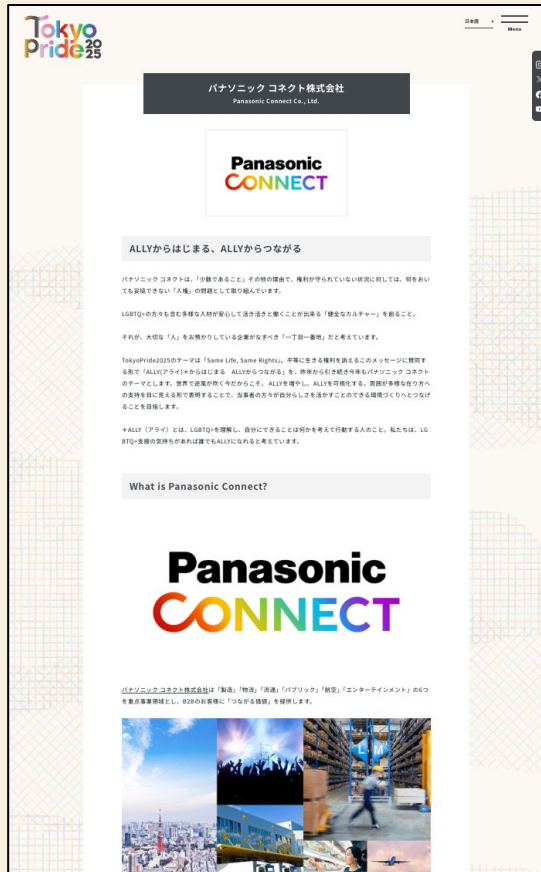 Tokyo
Pride 2025
日本語
Menu
パナソニック コネクト株式会社
Panasonic Connect Co., Ltd.
Panasonic
CONNECT
ALLYからはじまる、ALLYからつながる
パナソニック コネクトは、「少数であること」その他の理由で、権利が守られていない状況に対しては、何をおい
ても妥協できない「人権」の問題として取り組んでいます。
LGBTQ+の方々も含む多様な人材が安心して活き活きと働くことが出来る「健全なカルチャー」を創ること。
それが、大切な「人」をお預かりしている企業がなすべき「一丁目一番地」だと考えています。
TokyoPride2025のテーマは「Same Life, Same Rights」。平等に生きる権利を訴えるこのメッセージに賛同す
る形で「ALLY(アライ)＊からはじまる　ALLYからつながる」を、昨年から引き続き今年もパナソニック コネクト
のテーマとします。世界で逆風が吹く今だからこそ、ALLYを増やし、ALLYを可視化する、周囲が多様な在り方へ
の支持を目に見える形で表明することで、当事者の方々が自分らしさを活かすことのできる環境づくりへとつなげ
ることを目指します。
＊ALLY（アライ）とは、LGBTQ+を理解し、自分にできることは何かを考えて行動する人のこと。私たちは、LG
BTQ+支援の気持ちがあれば誰でもALLYになれると考えています。
What is Panasonic Connect?
Panasonic
CONNECT
パナソニック コネクト株式会社は「製造」「物流」「流通」「パブリック」「航空」「エンターテインメント」の6つ
を重点事業領域とし、B2Bのお客様に「つながる価値」を提供します。
L M